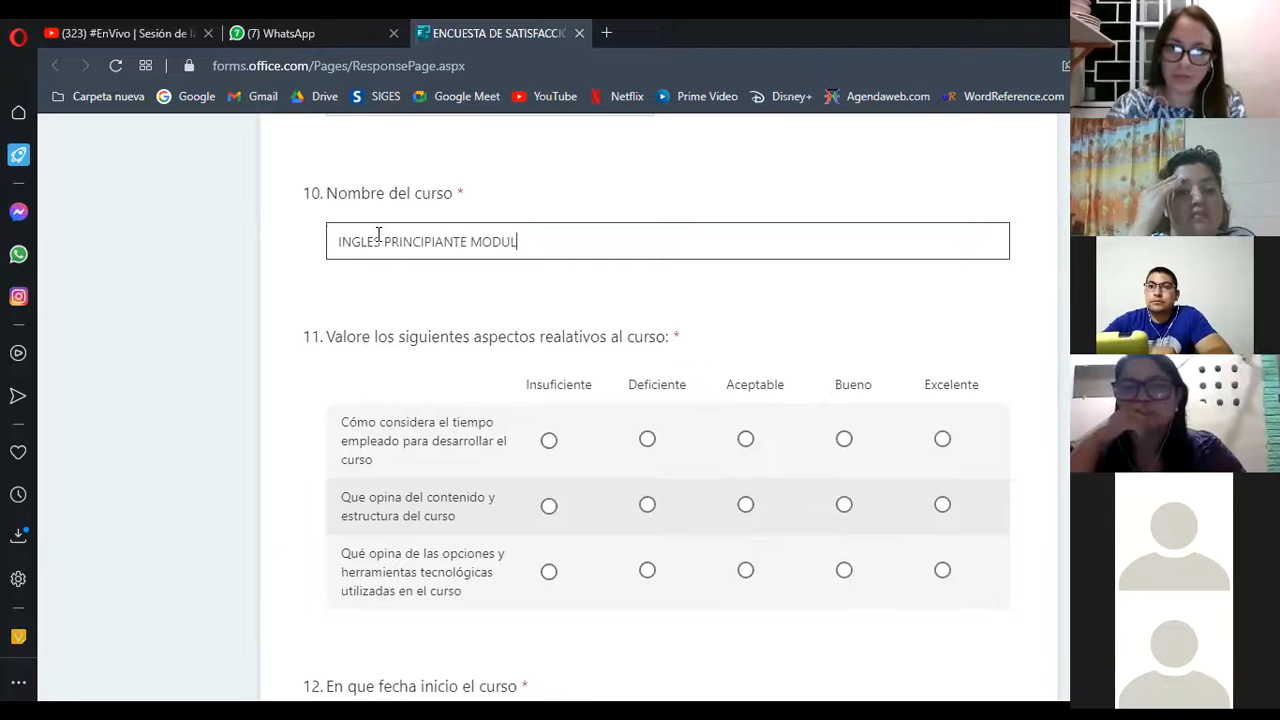 (323) #EnVivo | Sesión de la
(7) WhatsApp
ENCUESTA DE SATISFACCIÓ
forms.office.com/Pages/ResponsePage.aspx
Carpeta nueva
Google
Gmail
Drive
SIGES
Google Meet
YouTube
Netflix
Prime Video
Disney+
Agendaweb.com
WordReference.com
10. Nombre del curso *
INGLES PRINCIPIANTE MODUL
11. Valore los siguientes aspectos realativos al curso: *
Insuficiente Deficiente Aceptable Bueno Excelente
Cómo considera el tiempo
empleado para desarrollar el
curso
Que opina del contenido y
estructura del curso
Qué opina de las opciones y
herramientas tecnológicas
utilizadas en el curso
12. En que fecha inicio el curso *